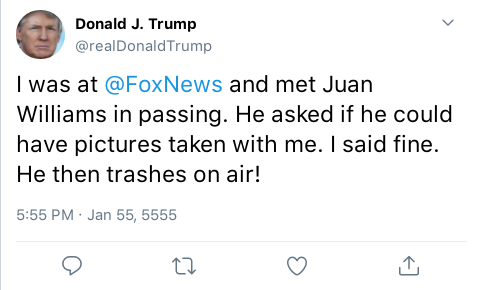 Donald J. Trump
@realDonaldTrump
I was at @FoxNews and met Juan
Williams in passing. He asked if he could
have pictures taken with me. I said fine.
He then trashes on air!
5:55 PM · Jan 55, 5555